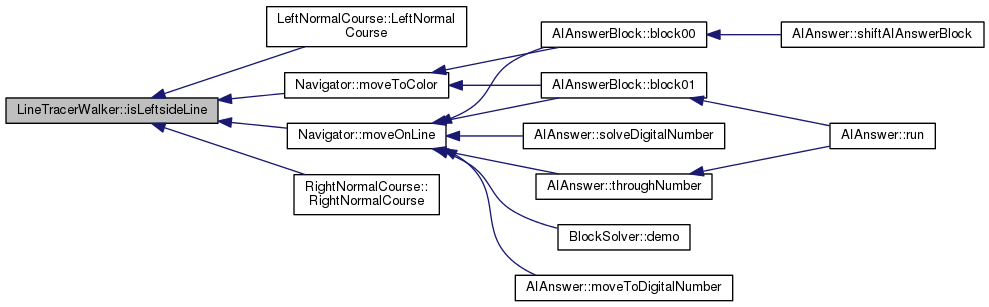 LineTracerWalker::isLeftsideLine
LeftNormalCourse::LeftNormal
Course
Navigator::moveToColor
Navigator::moveOnLine
RightNormalCourse::
RightNormalCourse
AIAnswerBlock::block00
AIAnswerBlock::block01
AIAnswer::solveDigitalNumber
AIAnswer::throughNumber
BlockSolver::demo
AIAnswer::moveToDigitalNumber
AIAnswer::shiftAIAnswerBlock
AIAnswer::run